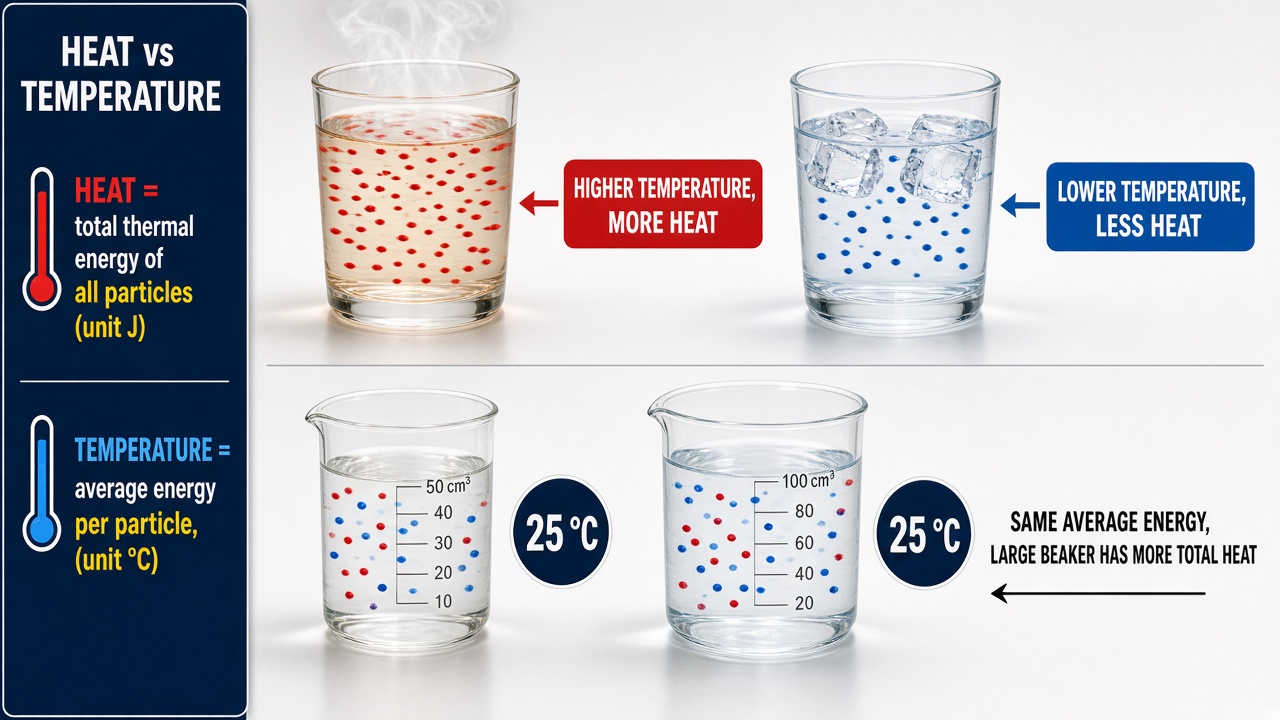 HEAT vs
TEMPERATURE
HEAT =
total thermal
energy of
all particles
(unit J)
TEMPERATURE =
average energy
per particle,
(unit °C)
HIGHER TEMPERATURE,
MORE HEAT
LOWER TEMPERATURE,
LESS HEAT
50 cm³
40
30
20
10
25 °C
100 cm³
80
60
40
20
25 °C
SAME AVERAGE ENERGY,
LARGE BEAKER HAS MORE TOTAL HEAT